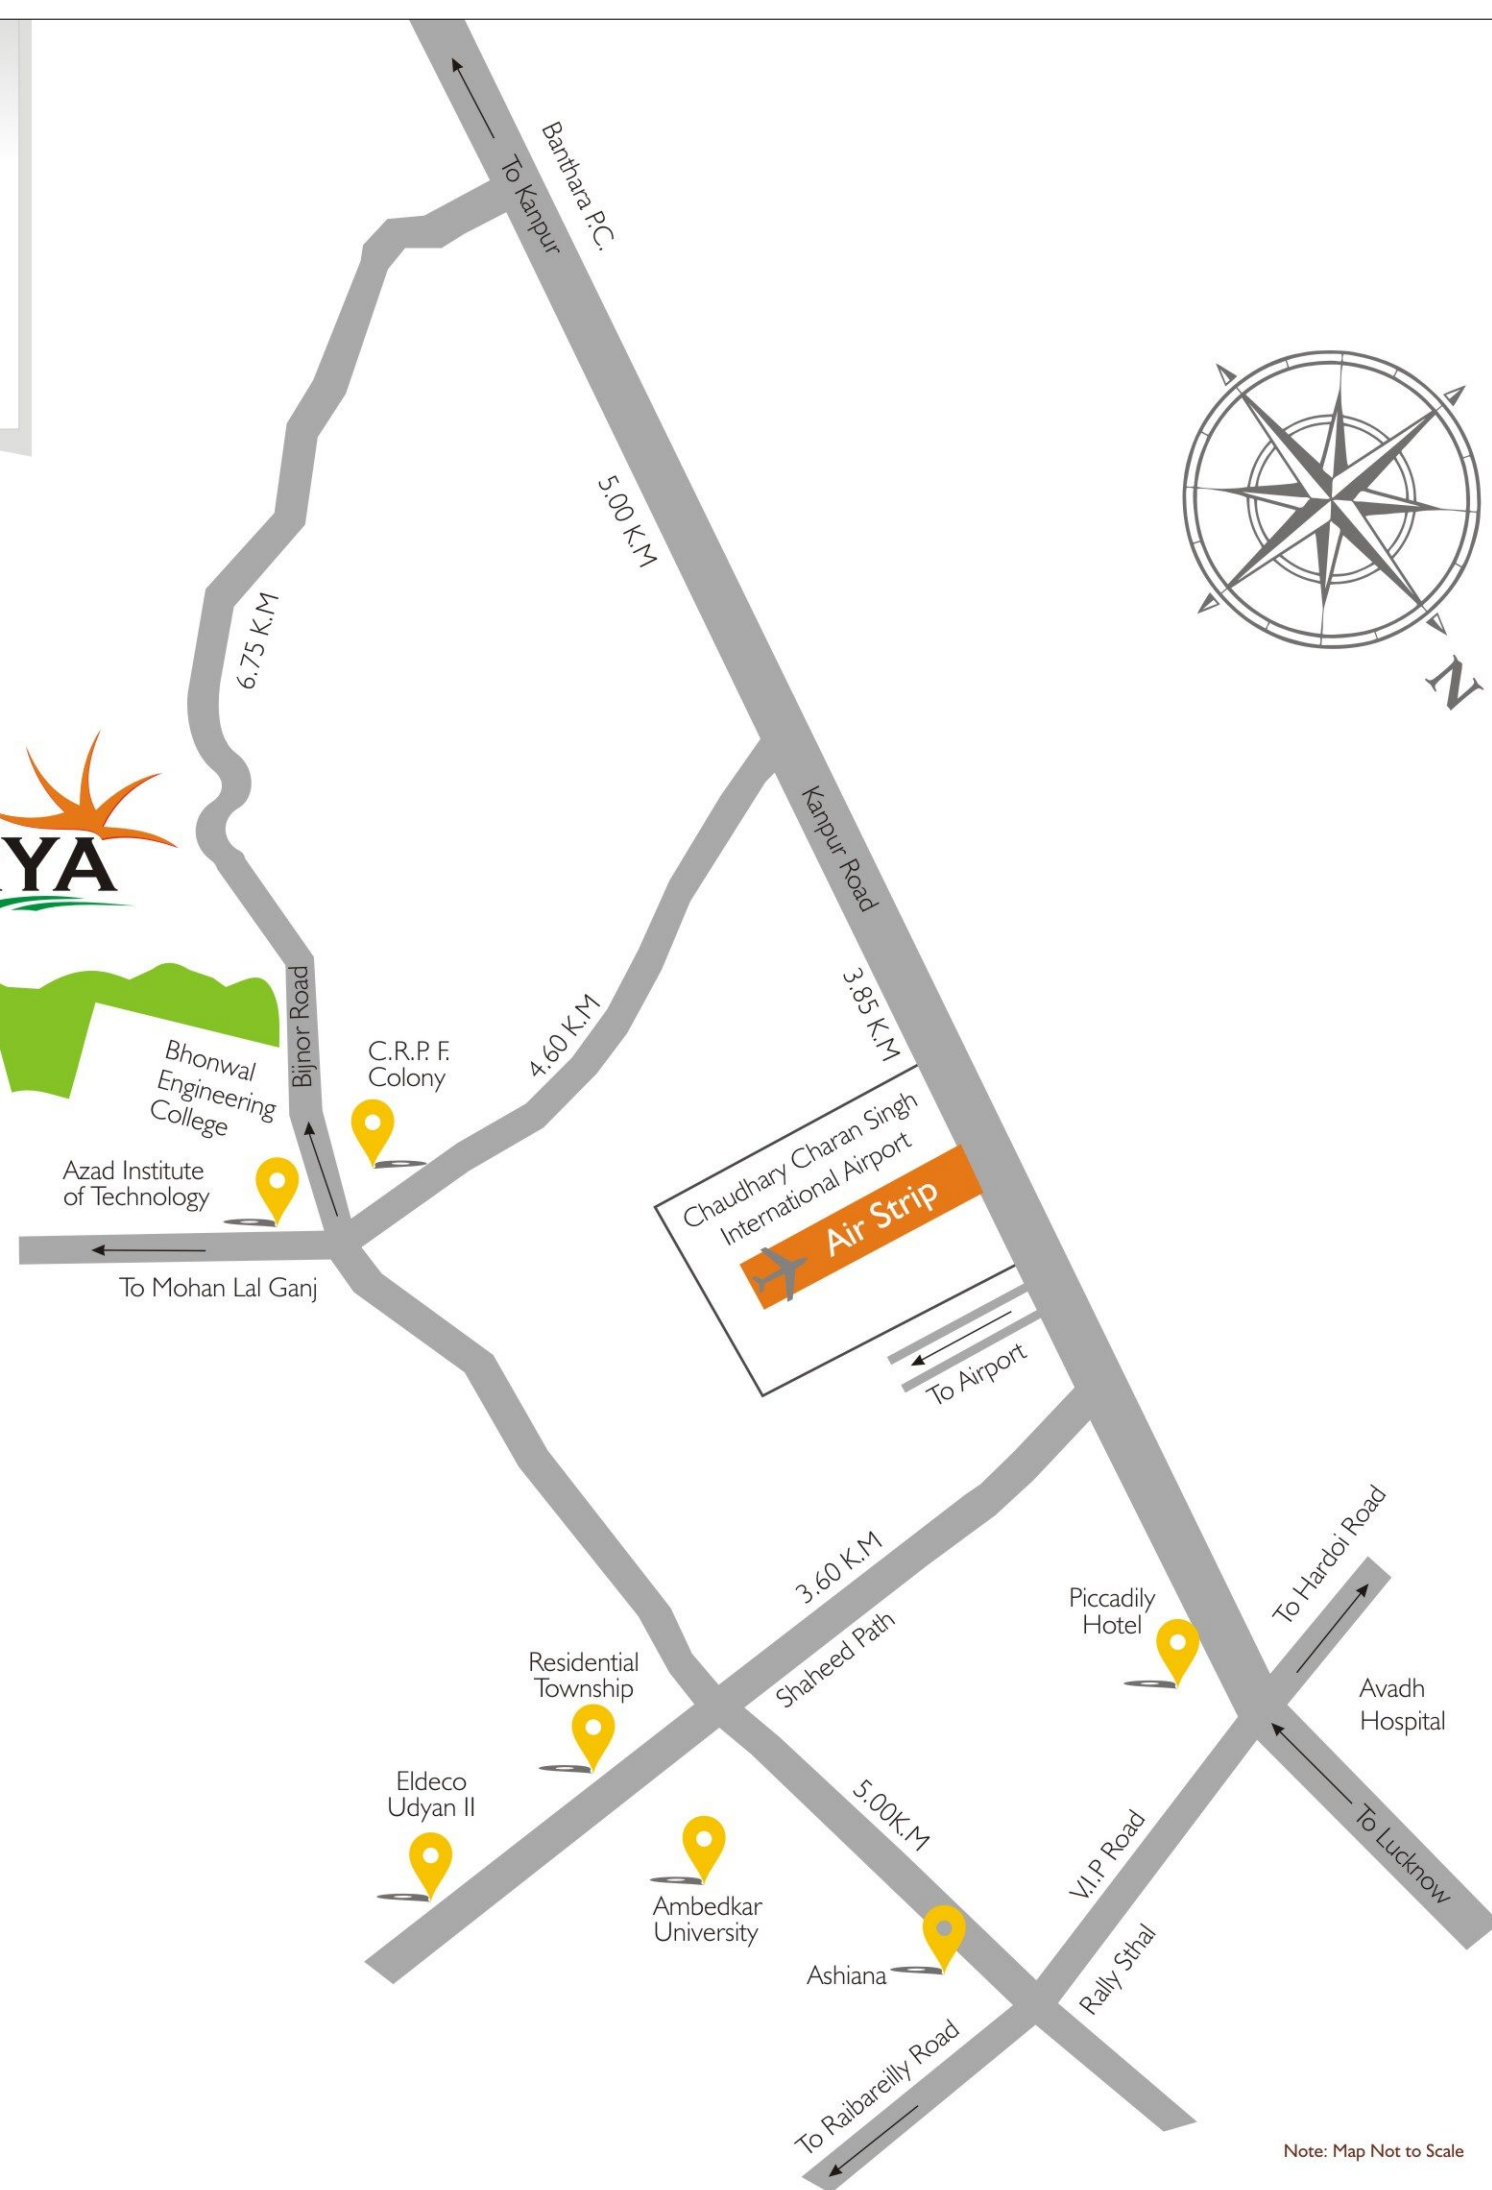 To Kanpur
Banthara P.C.
5.00 K.M
6.75 K.M
N
Kanpur Road
YA
3.85 K.M
Bijnor Road
4.60 K.M
C.R.P. F.
Colony
Bhonwal
Engineering
College
Azad Institute
of Technology
To Mohan Lal Ganj
Chaudhary Charan Singh
International Airport
Air Strip
To Airport
3.60 K.M
Shaheed Path
To Hardoi Road
Piccadily
Hotel
Avadh
Hospital
Residential
Township
Eldeco
Udyan II
5.00K.M
To Lucknow
V.I.P Road
Ambedkar
University
Ashiana
Rally Sthal
To Raibareilly Road
Note: Map Not to Scale